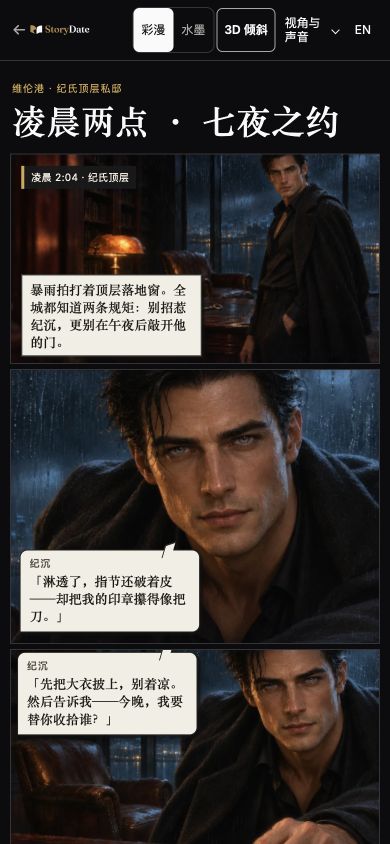 StoryDate
彩漫
水墨
3D 倾斜
视角与
声音
EN
维伦港 · 纪氏顶层私邸
凌晨两点 · 七夜之约
凌晨 2:04 · 纪氏顶层
暴雨拍打着顶层落地窗。全
城都知道两条规矩：别招惹
纪沉，更别在午夜后敲开他
的门。
纪沉
「淋透了，指节还破着皮
——却把我的印章攥得像把
刀。」
纪沉
「先把大衣披上，别着凉。
然后告诉我——今晚，我要
替你收拾谁？」